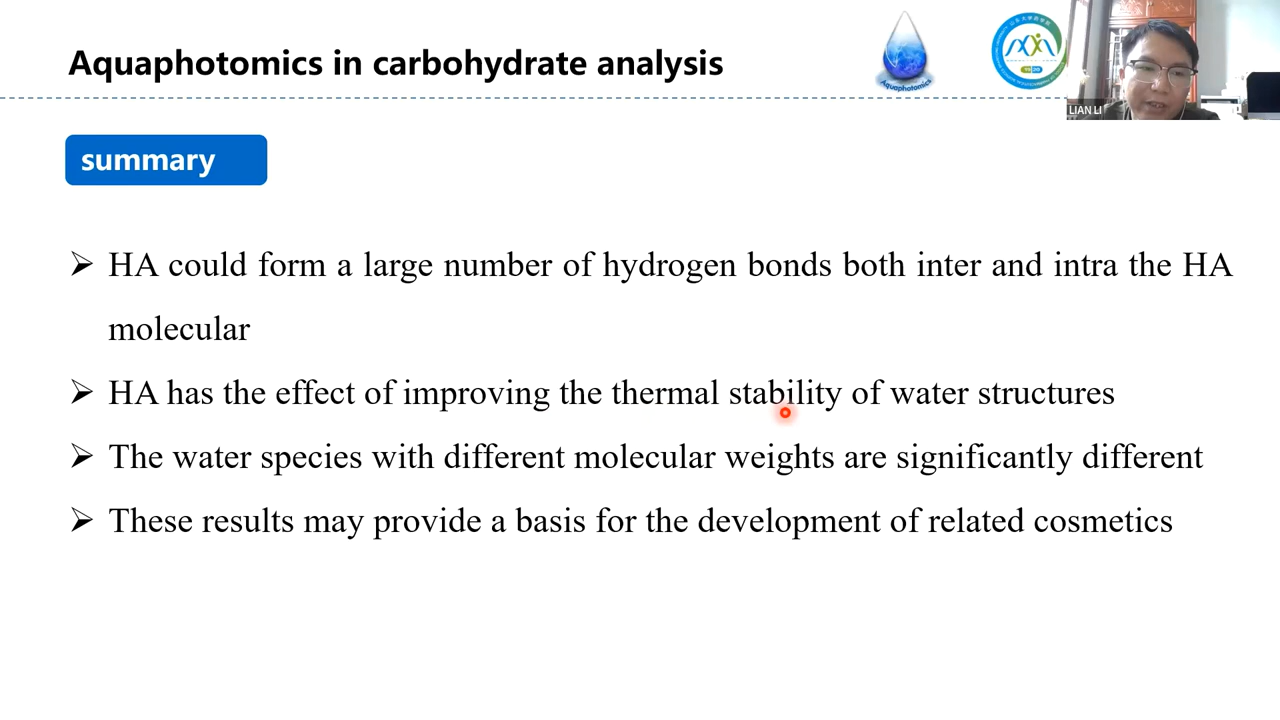 Aquaphotomics in carbohydrate analysis
Aquaphotomics
LIAN LI
summary
➢ HA could form a large number of hydrogen bonds both inter and intra the HA
molecular
➢ HA has the effect of improving the thermal stability of water structures
➢ The water species with different molecular weights are significantly different
➢ These results may provide a basis for the development of related cosmetics